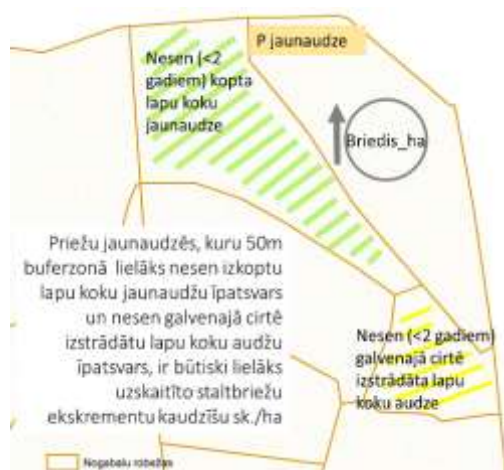 P jaunaudze
Nesen (<2
gadiem) kopta
lapu koku
jaunaudze
Briedis_ha
Priežu jaunaudzēs, kuru 50m
buferzonā lielāks nesen izkoptu
lapu koku jaunaudžu īpatsvars
un nesen galvenajā cirtē
izstrādātu lapu koku audžu
īpatsvars, ir būtiski lielāks
uzskaitīto staltbriežu
ekskrementu kaudzīšu sk./ha
Nesen (<2 gadiem)
galvenajā cirtē
izstrādāta lapu
koku audze
Nogabalu robežas